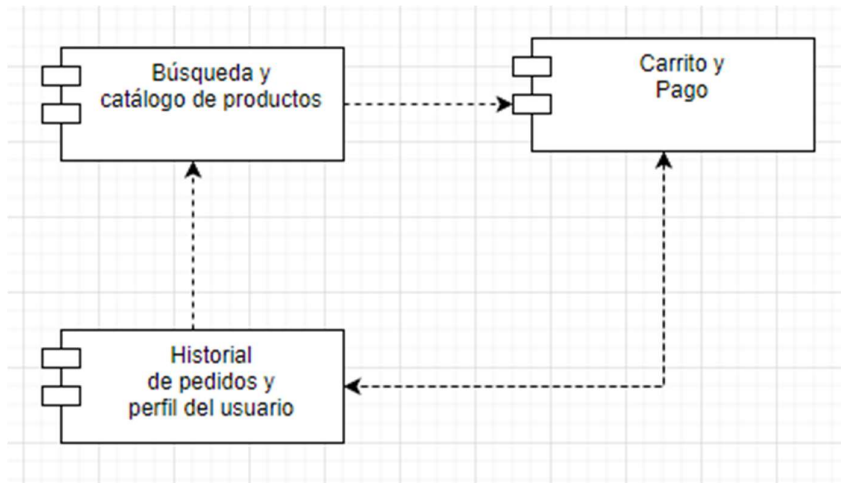 Búsqueda y
catálogo de productos
Carrito y
Pago
Historial
de pedidos y
perfil del usuario